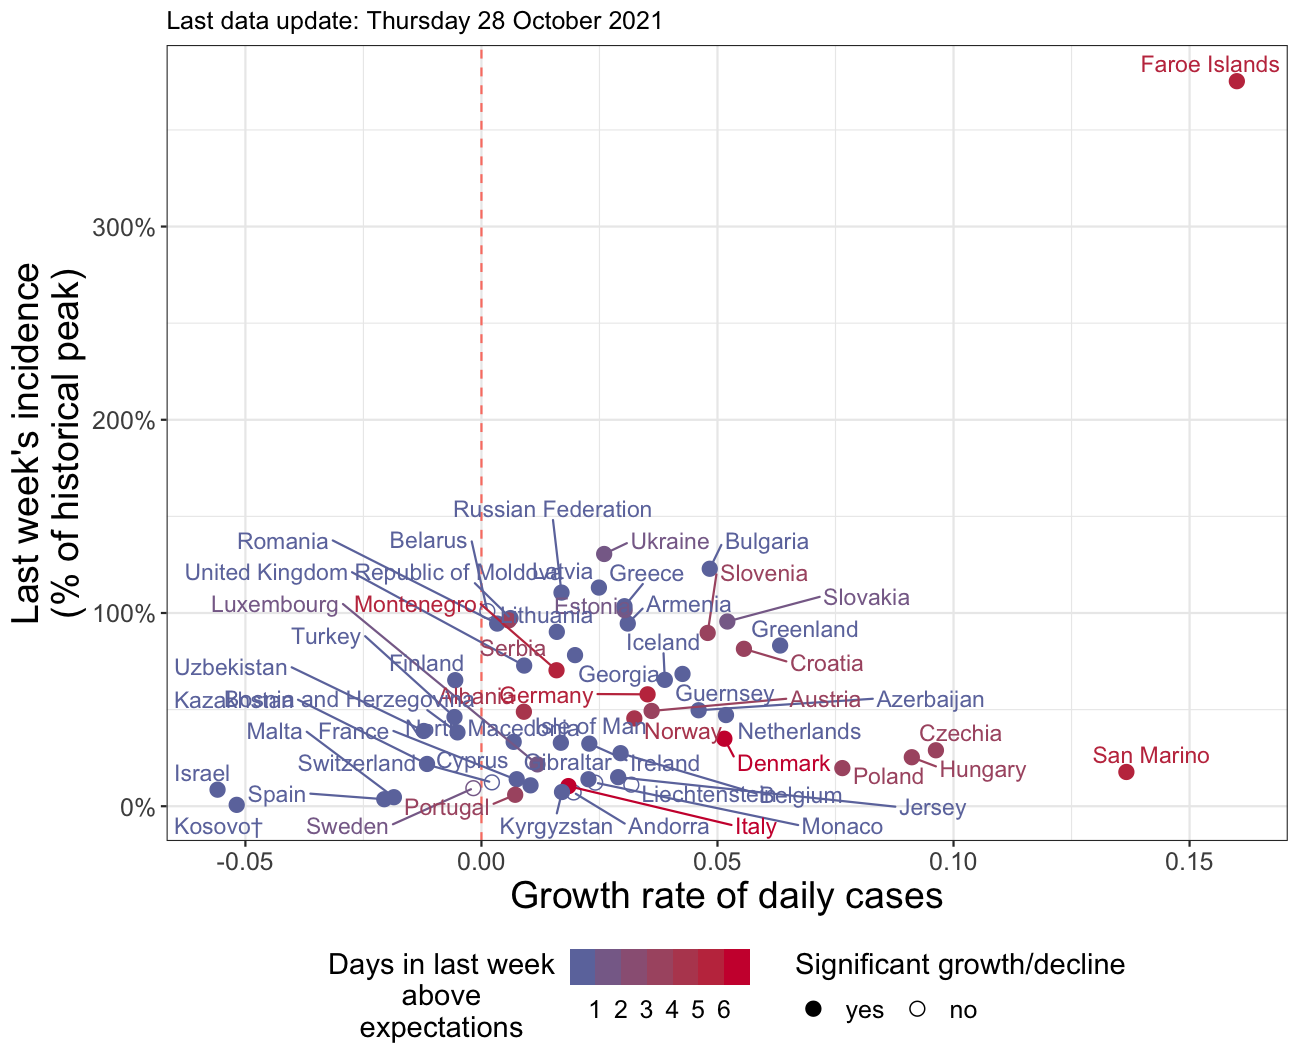 Last data update: Thursday 28 October 2021
Faroe Islands
300%
200%
100%
0%
Last week's incidence
(% of historical peak)
Russian Federation
Romania
Belarus
Ukraine
Bulgaria
United Kingdom
Republic of Moldova
Latvia
Greece
Slovenia
Luxembourg
Montenegro
Lithuania
Estonia
Armenia
Slovakia
Turkey
Serbia
Iceland
Greenland
Uzbekistan
Finland
Georgia
Croatia
Kazakhstan
Bosnia and Herzegovina
Albania
Germany
Guernsey
Austria
Azerbaijan
Malta
France
North Macedonia
Isle of Man
Norway
Netherlands
Czechia
Israel
Switzerland
Cyprus
Gibraltar
Ireland
Denmark
Poland
Hungary
San Marino
Spain
Portugal
Liechtenstein
Belgium
Jersey
Kosovo†
Sweden
Kyrgyzstan
Andorra
Italy
Monaco
-0.05
0.00
0.05
0.10
0.15
Growth rate of daily cases
Days in last week
above
expectations
1 2 3 4 5 6
Significant growth/decline
yes
no